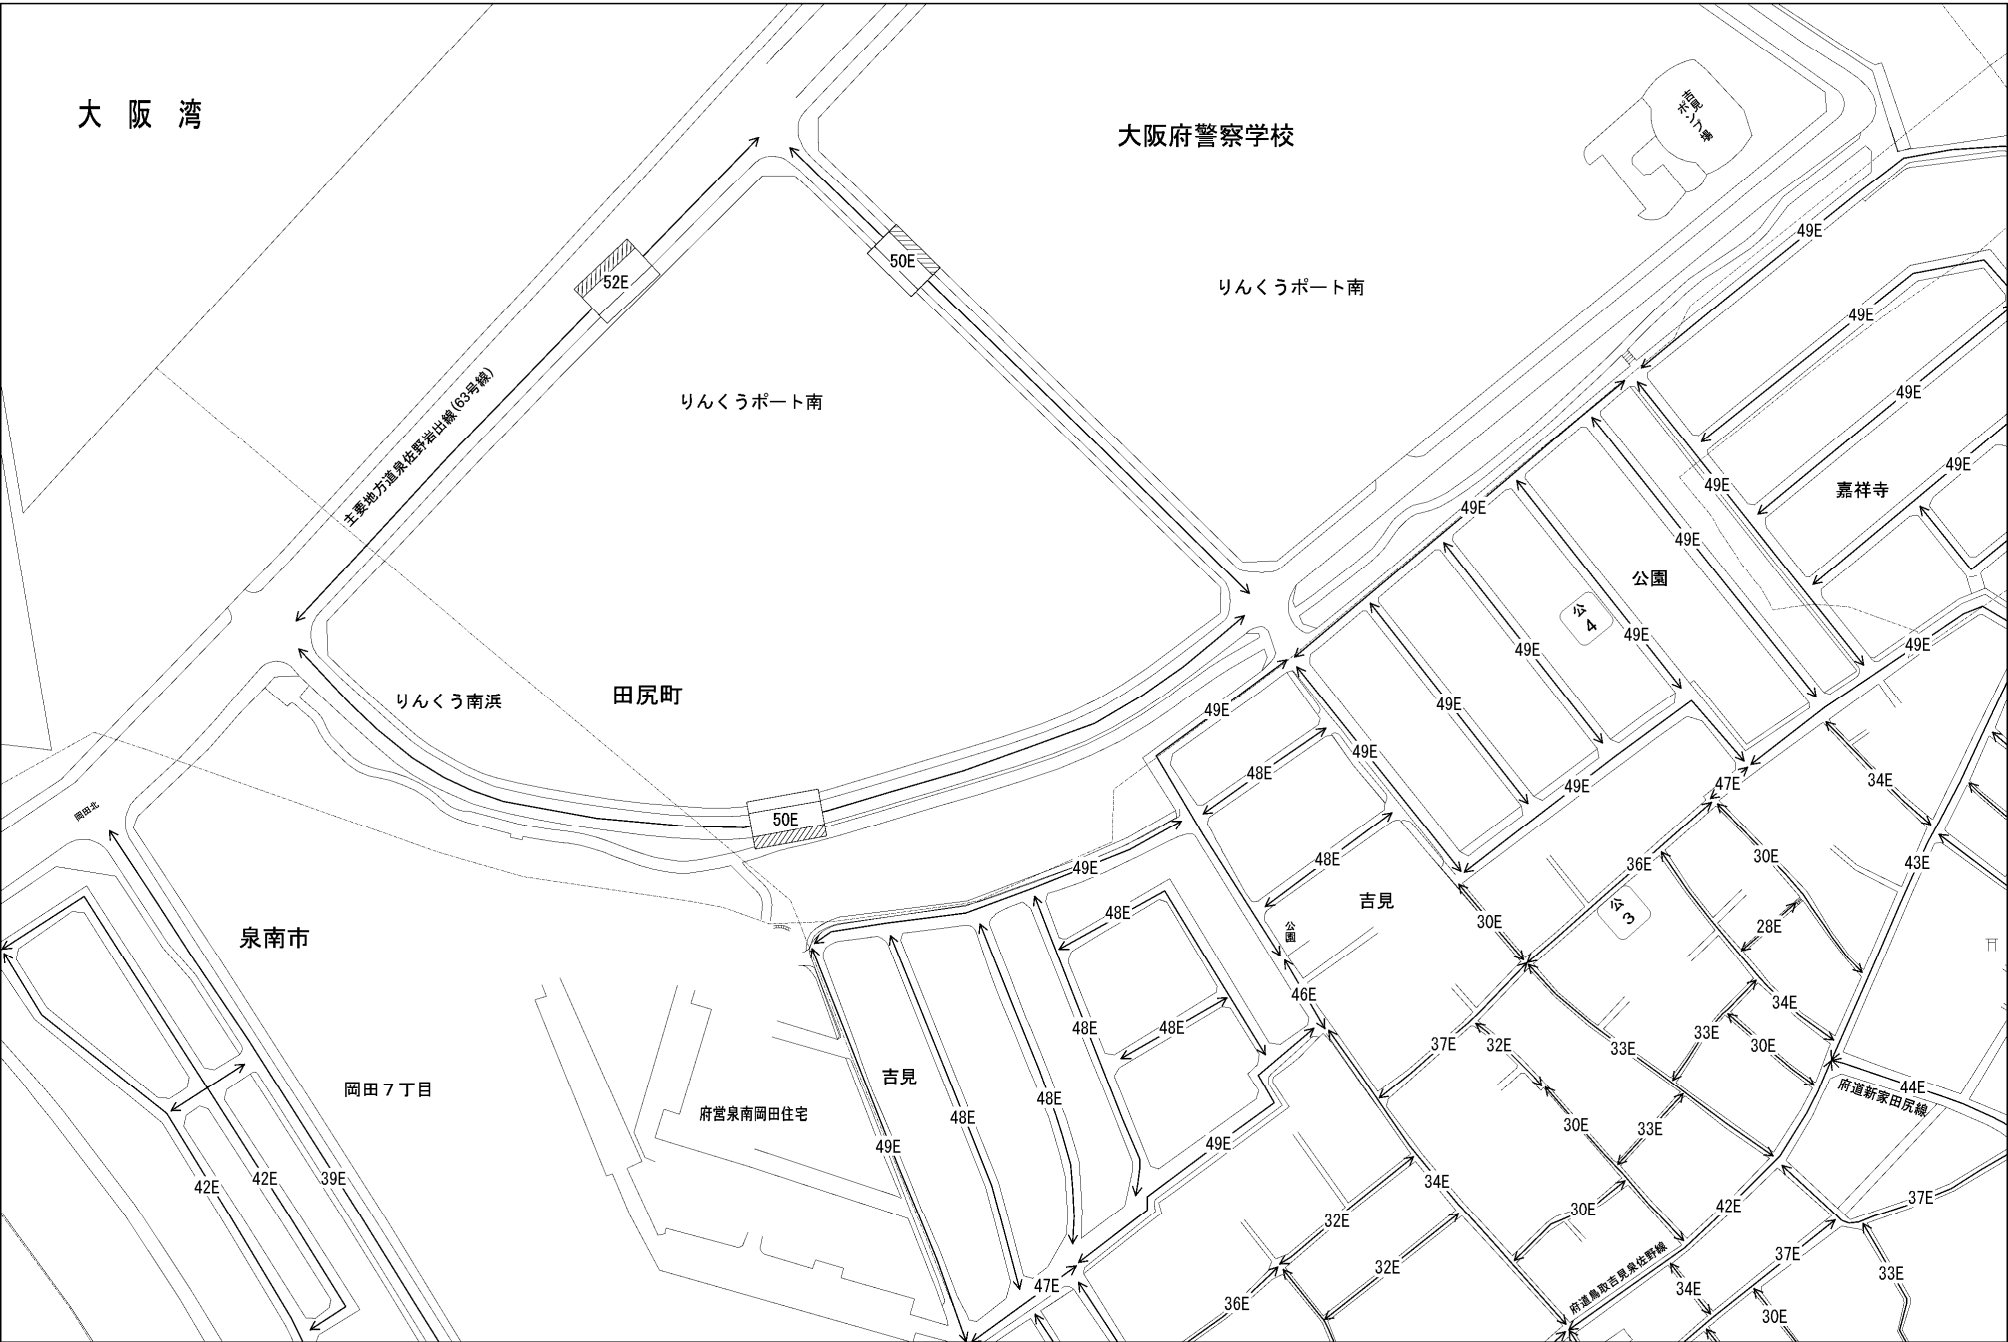 大阪湾
大阪府警察学校
吉見ポンプ場
49E
52E
50E
りんくうポート南
49E
主要地方道泉佐野岩出線(63号線)
りんくうポート南
49E
49E
49E
49E
嘉祥寺
49E
公園
公4
49E
49E
49E
49E
りんくう南浜
田尻町
49E
49E
49E
48E
49E
47E
34E
岡田北
50E
48E
36E
30E
43E
49E
吉見
公3
48E
30E
28E
公園
泉南市
46E
34E
48E
48E
33E
37E
32E
33E
30E
岡田7丁目
吉見
府営泉南岡田住宅
48E
48E
44E
府道新家田尻線
30E
33E
49E
49E
42E
42E
39E
34E
37E
30E
42E
32E
37E
32E
33E
府道鳥取吉見泉佐野線
47E
34E
36E
30E